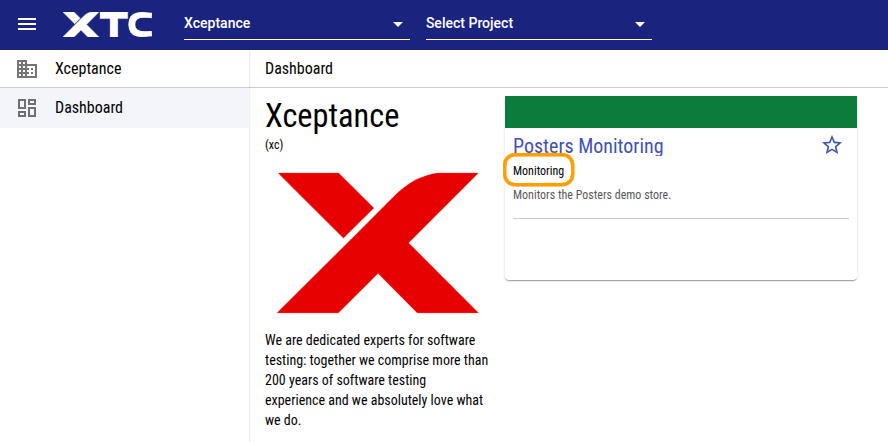 XTC
Xceptance
Select Project
Xceptance
Dashboard
Dashboard
Xceptance
(xc)
We are dedicated experts for software
testing: together we comprise more than
200 years of software testing
experience and we absolutely love what
we do.
Posters Monitoring
Monitoring
Monitors the Posters demo store.